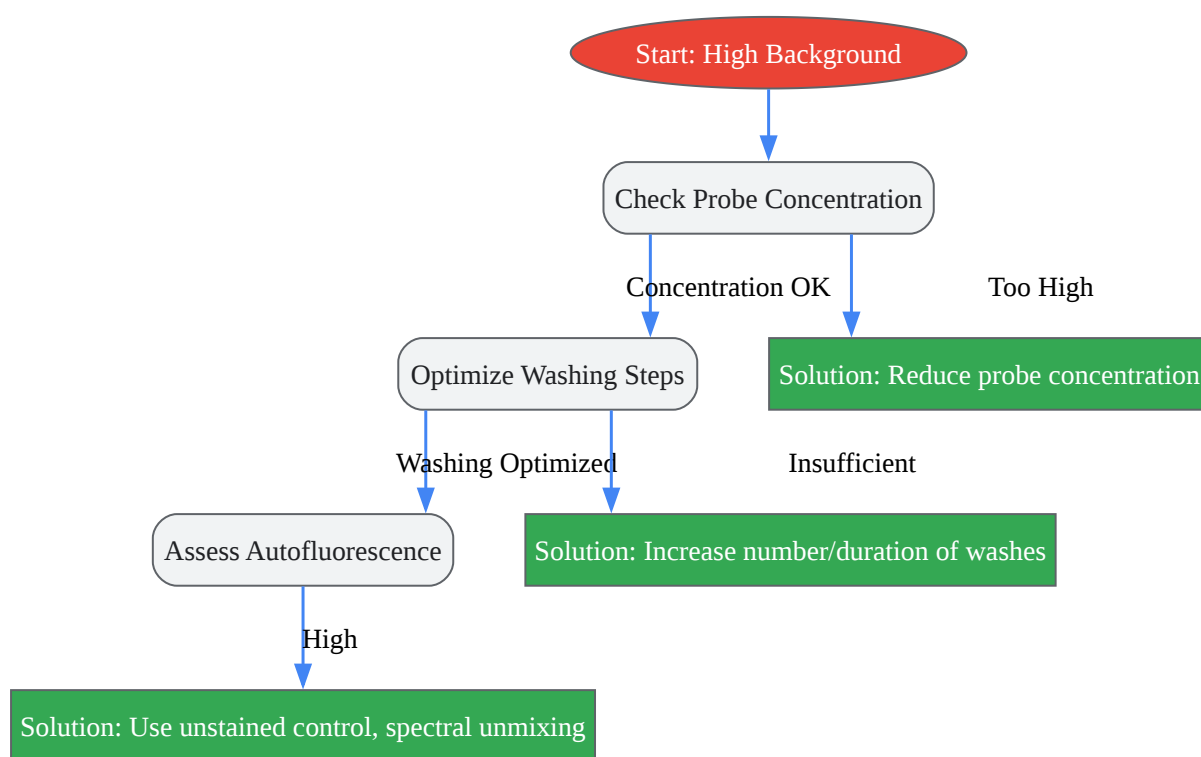 Start: High Background
Check Probe Concentration
Concentration OK
Too High
Optimize Washing Steps
Solution: Reduce probe concentration
Washing Optimized
Insufficient
Assess Autofluorescence
Solution: Increase number/duration of washes
High
Solution: Use unstained control, spectral unmixing